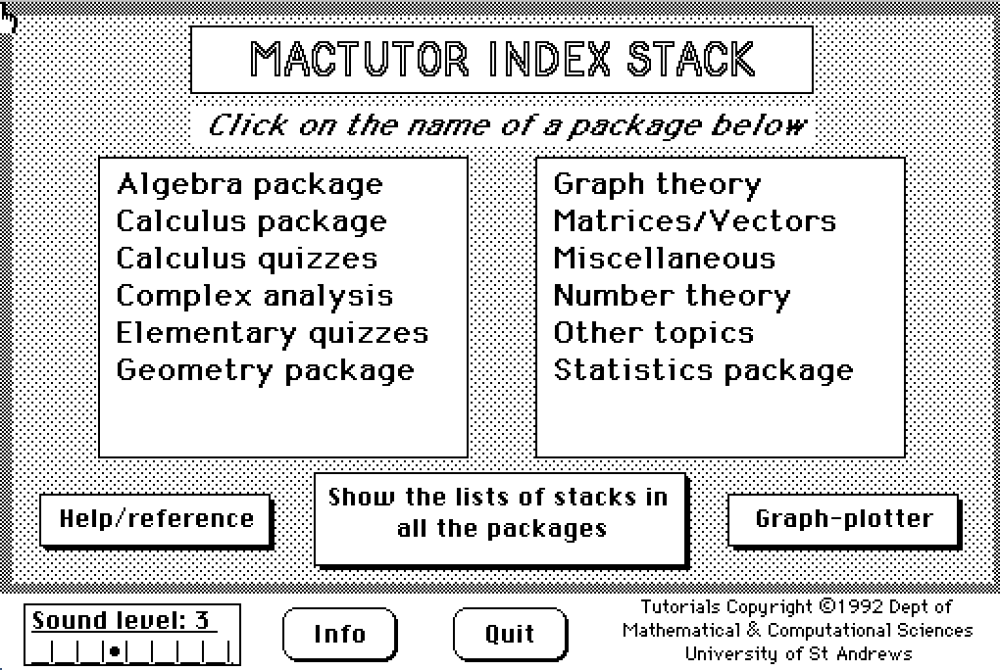 MACTUTOR INDEX STACK
Click on the name of a package below
Algebra package
Calculus package
Calculus quizzes
Complex analysis
Elementary quizzes
Geometry package
Graph theory
Matrices/Vectors
Miscellaneous
Number theory
Other topics
Statistics package
Help/reference
Show the lists of stacks in
all the packages
Graph-plotter
Sound level: 3
Info
Quit
Tutorials Copyright ©1992 Dept of
Mathematical & Computational Sciences
University of St Andrews